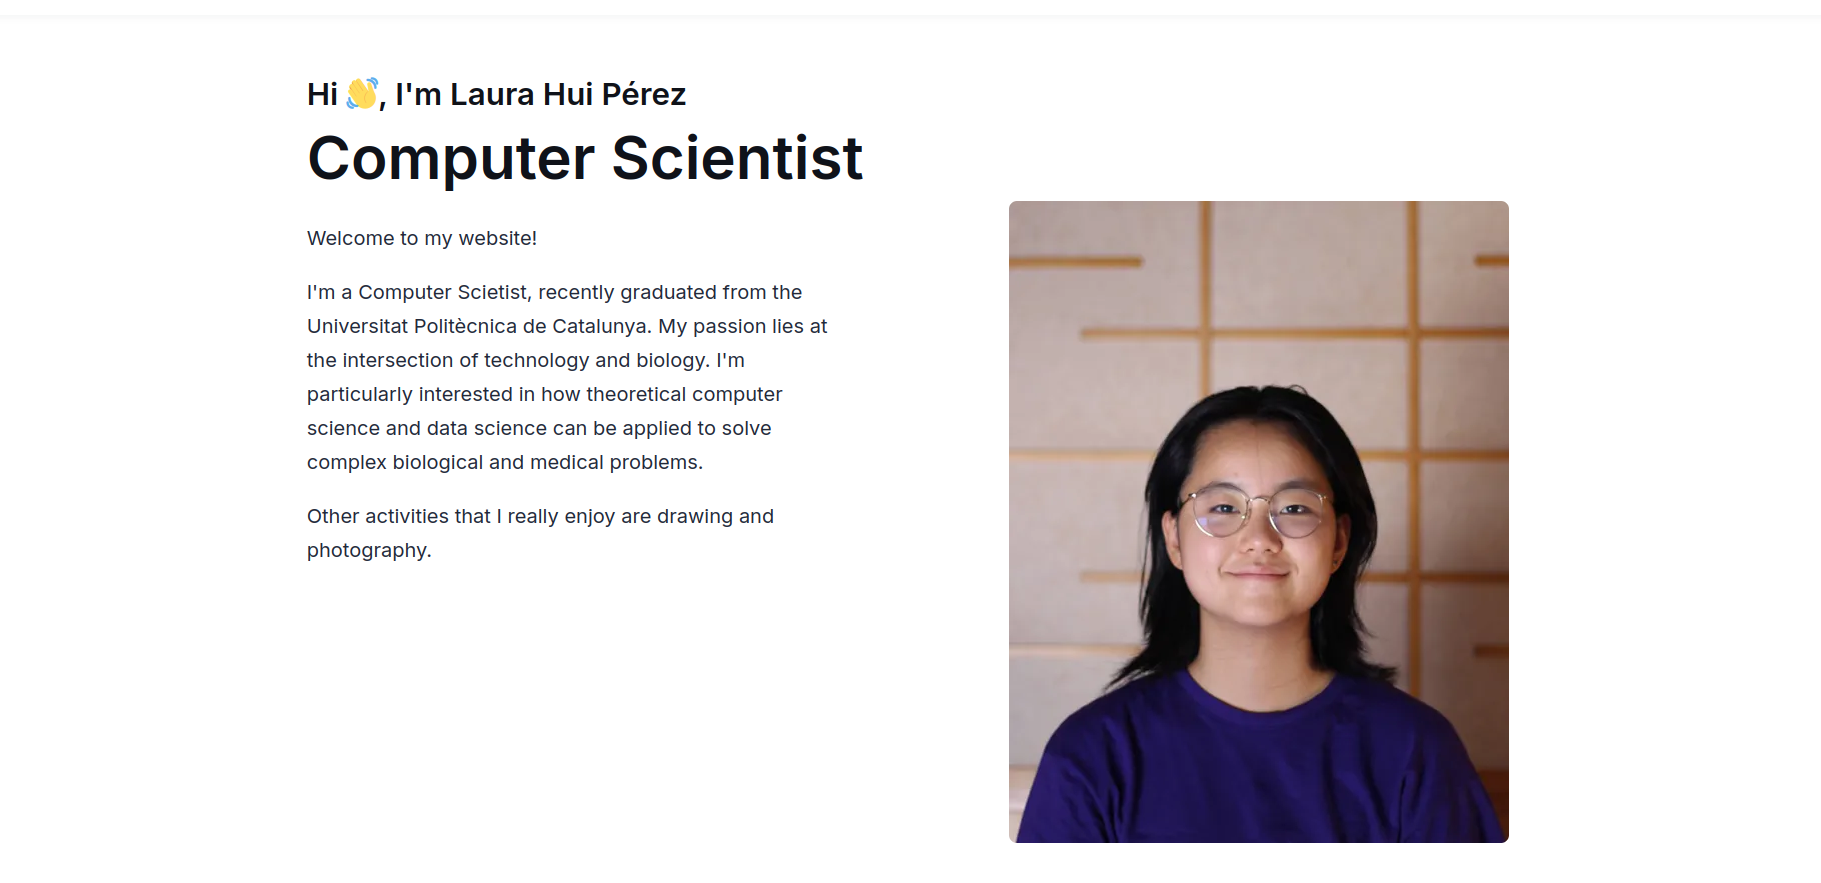 Hi 👋, I'm Laura Hui Pérez
Computer Scientist
Welcome to my website!
I'm a Computer Scietist, recently graduated from the
Universitat Politècnica de Catalunya. My passion lies at
the intersection of technology and biology. I'm
particularly interested in how theoretical computer
science and data science can be applied to solve
complex biological and medical problems.
Other activities that I really enjoy are drawing and
photography.